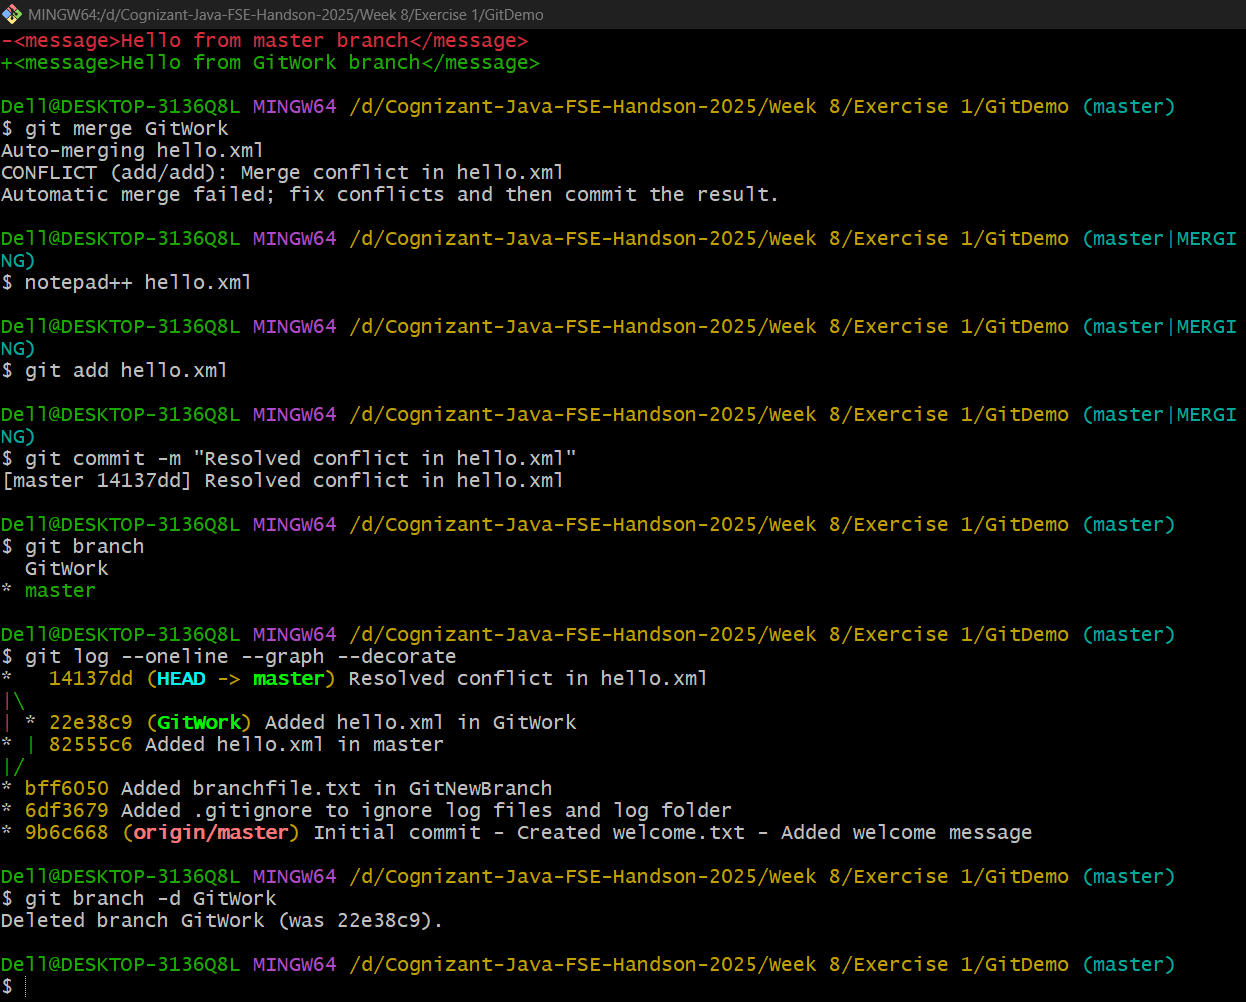 MINGW64:/d/Cognizant-Java-FSE-Handson-2025/Week 8/Exercise 1/GitDemo
-<message>Hello from master branch</message>
+<message>Hello from GitWork branch</message>
Dell@DESKTOP-3136Q8L MINGW64 /d/Cognizant-Java-FSE-Handson-2025/Week 8/Exercise 1/GitDemo (master)
$ git merge GitWork
Auto-merging hello.xml
CONFLICT (add/add): Merge conflict in hello.xml
Automatic merge failed; fix conflicts and then commit the result.
Dell@DESKTOP-3136Q8L MINGW64 /d/Cognizant-Java-FSE-Handson-2025/Week 8/Exercise 1/GitDemo (master|MERGI
NG)
$ notepad++ hello.xml
Dell@DESKTOP-3136Q8L MINGW64 /d/Cognizant-Java-FSE-Handson-2025/Week 8/Exercise 1/GitDemo (master|MERGI
NG)
$ git add hello.xml
Dell@DESKTOP-3136Q8L MINGW64 /d/Cognizant-Java-FSE-Handson-2025/Week 8/Exercise 1/GitDemo (master|MERGI
NG)
$ git commit -m "Resolved conflict in hello.xml"
[master 14137dd] Resolved conflict in hello.xml
Dell@DESKTOP-3136Q8L MINGW64 /d/Cognizant-Java-FSE-Handson-2025/Week 8/Exercise 1/GitDemo (master)
$ git branch
  GitWork
* master
Dell@DESKTOP-3136Q8L MINGW64 /d/Cognizant-Java-FSE-Handson-2025/Week 8/Exercise 1/GitDemo (master)
$ git log --oneline --graph --decorate
*   14137dd (HEAD -> master) Resolved conflict in hello.xml
|\
| * 22e38c9 (GitWork) Added hello.xml in GitWork
* | 82555c6 Added hello.xml in master
|/
* bff6050 Added branchfile.txt in GitNewBranch
* 6df3679 Added .gitignore to ignore log files and log folder
* 9b6c668 (origin/master) Initial commit - Created welcome.txt - Added welcome message
Dell@DESKTOP-3136Q8L MINGW64 /d/Cognizant-Java-FSE-Handson-2025/Week 8/Exercise 1/GitDemo (master)
$ git branch -d GitWork
Deleted branch GitWork (was 22e38c9).
Dell@DESKTOP-3136Q8L MINGW64 /d/Cognizant-Java-FSE-Handson-2025/Week 8/Exercise 1/GitDemo (master)
$